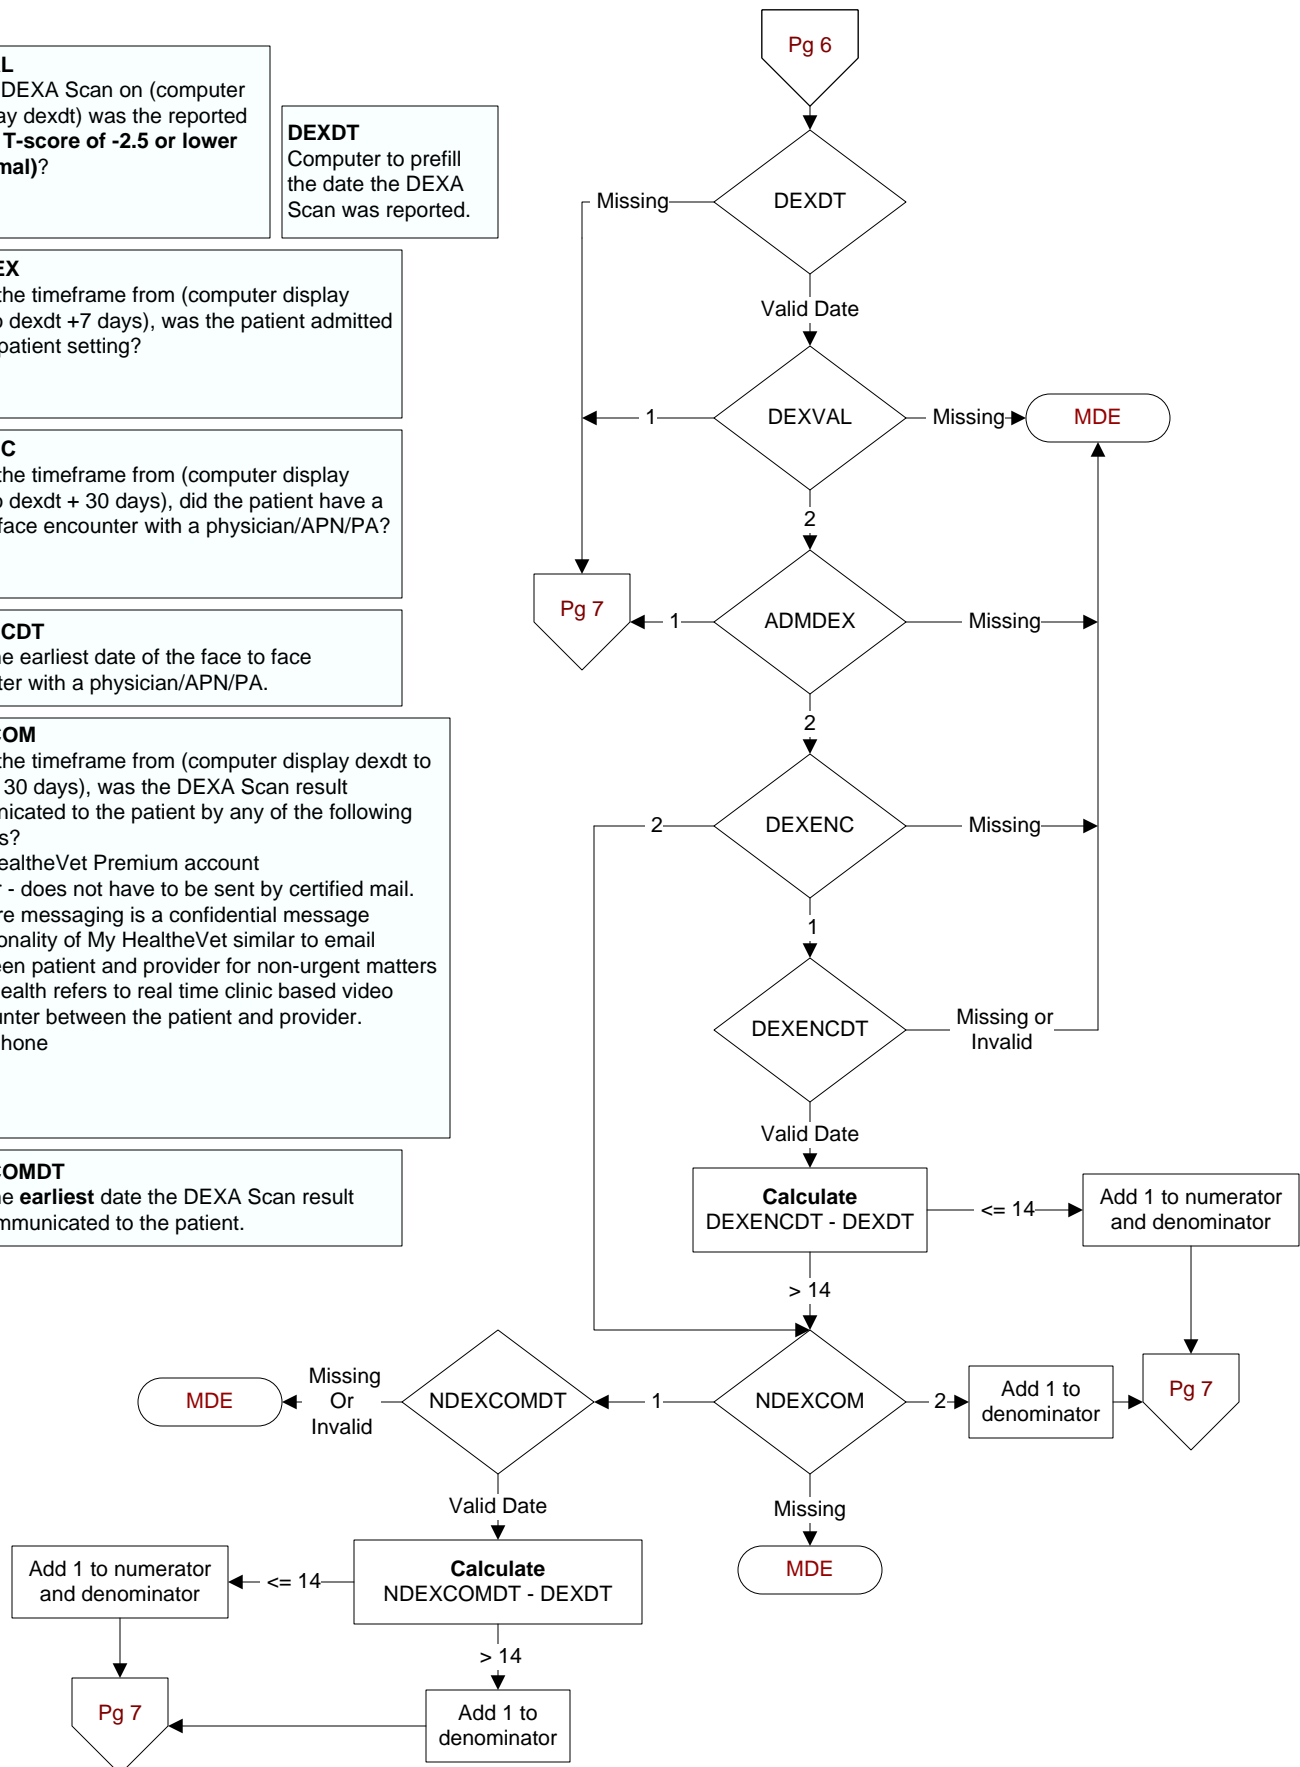 Pg 6
L
DEXA Scan on (computer
ay dexdt) was the reported
T-score of -2.5 or lower
mal)?
DEXDT
Computer to prefill
the date the DEXA
Scan was reported.
EX
the timeframe from (computer display
o dexdt +7 days), was the patient admitted
patient setting?
C
the timeframe from (computer display
o dexdt + 30 days), did the patient have a
face encounter with a physician/APN/PA?
CDT
ne earliest date of the face to face
ter with a physician/APN/PA.
COM
the timeframe from (computer display dexdt to
30 days), was the DEXA Scan result
nicated to the patient by any of the following
s?
ealtheVet Premium account
r - does not have to be sent by certified mail.
re messaging is a confidential message
onality of My HealtheVet similar to email
een patient and provider for non-urgent matters
health refers to real time clinic based video
unter between the patient and provider.
hone
COMDT
ne earliest date the DEXA Scan result
mmunicated to the patient.
DEXDT
Missing
Valid Date
DEXVAL
1
Missing
MDE
2
ADMDEX
1
Pg 7
Missing
2
DEXENC
2
Missing
1
DEXENCDT
Missing or
Invalid
Valid Date
Calculate
DEXENCDT - DEXDT
<= 14
Add 1 to numerator
and denominator
> 14
NDEXCOM
2
Add 1 to
denominator
Pg 7
1
NDEXCOMDT
Missing
Or
Invalid
MDE
Missing
MDE
Valid Date
Calculate
NDEXCOMDT - DEXDT
<= 14
Add 1 to numerator
and denominator
> 14
Add 1 to
denominator
Pg 7